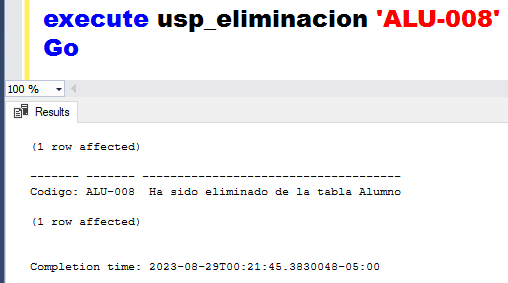 execute usp_eliminacion 'ALU-008'
Go
100 %
Results
(1 row affected)
------- ------- -------------------------------------
Codigo: ALU-008  Ha sido eliminado de la tabla Alumno
(1 row affected)
Completion time: 2023-08-29T00:21:45.3830048-05:00